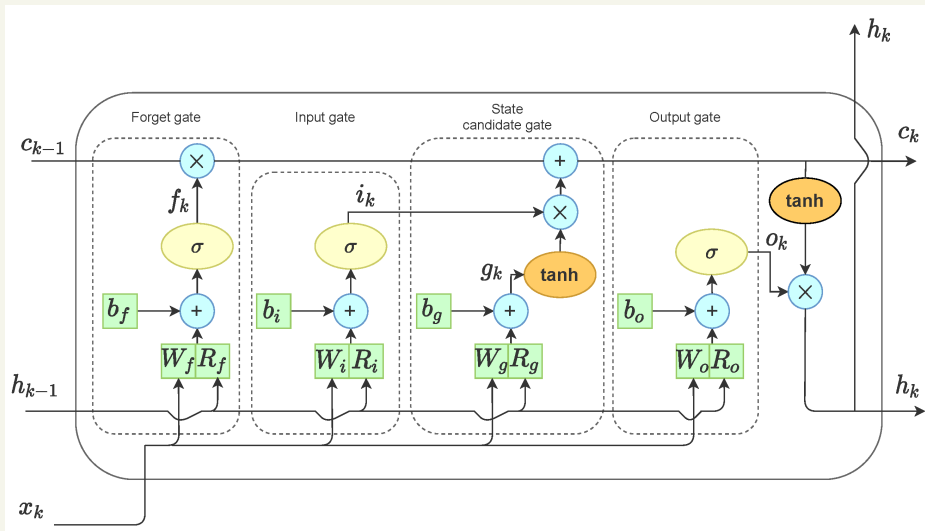 h_k
Forget gate
Input gate
State
candidate gate
Output gate
c_{k-1}
×
+
c_k
f_k
i_k
×
tanh
σ
σ
g_k
tanh
σ
o_k
×
b_f
+
b_i
+
b_g
+
b_o
+
W_f R_f
W_i R_i
W_g R_g
W_o R_o
h_{k-1}
h_k
x_k